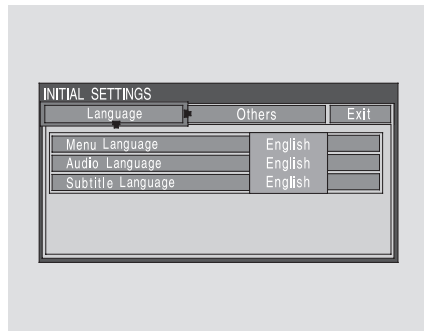 INITIAL SETTINGS
Language Others Exit
Menu Language English
Audio Language English
Subtitle Language English